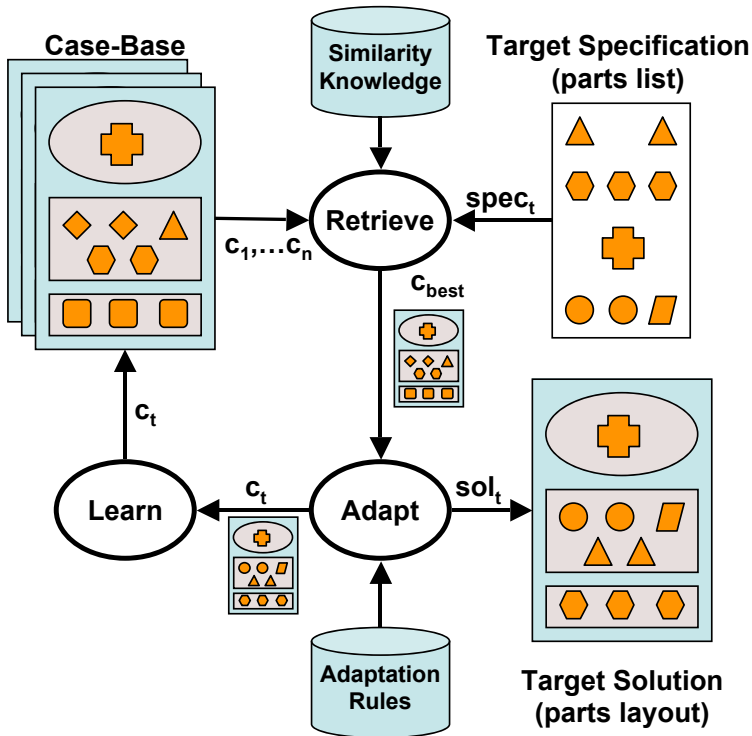 Case-Base
Similarity
Knowledge
Target Specification
(parts list)
Retrieve
spec_t
c_1,…c_n
c_best
c_t
c_t
sol_t
Learn
Adapt
Adaptation
Rules
Target Solution
(parts layout)